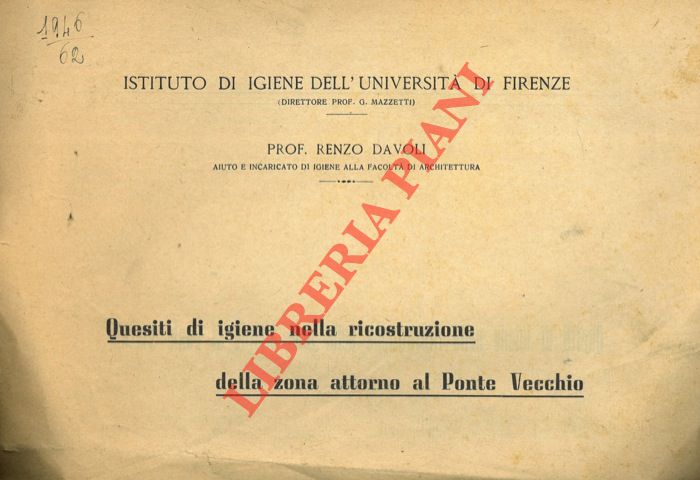 1946
62
ISTITUTO DI IGIENE DELL'UNIVERSITÀ DI FIRENZE
(DIRETTORE PROF. G. MAZZETTI)
PROF. RENZO DAVOLI
AIUTO E INCARICATO DI IGIENE ALLA FACOLTÀ DI ARCHITETTURA
LIBRERIA PIANI
Quesiti di igiene nella ricostruzione
della zona attorno al Ponte Vecchio